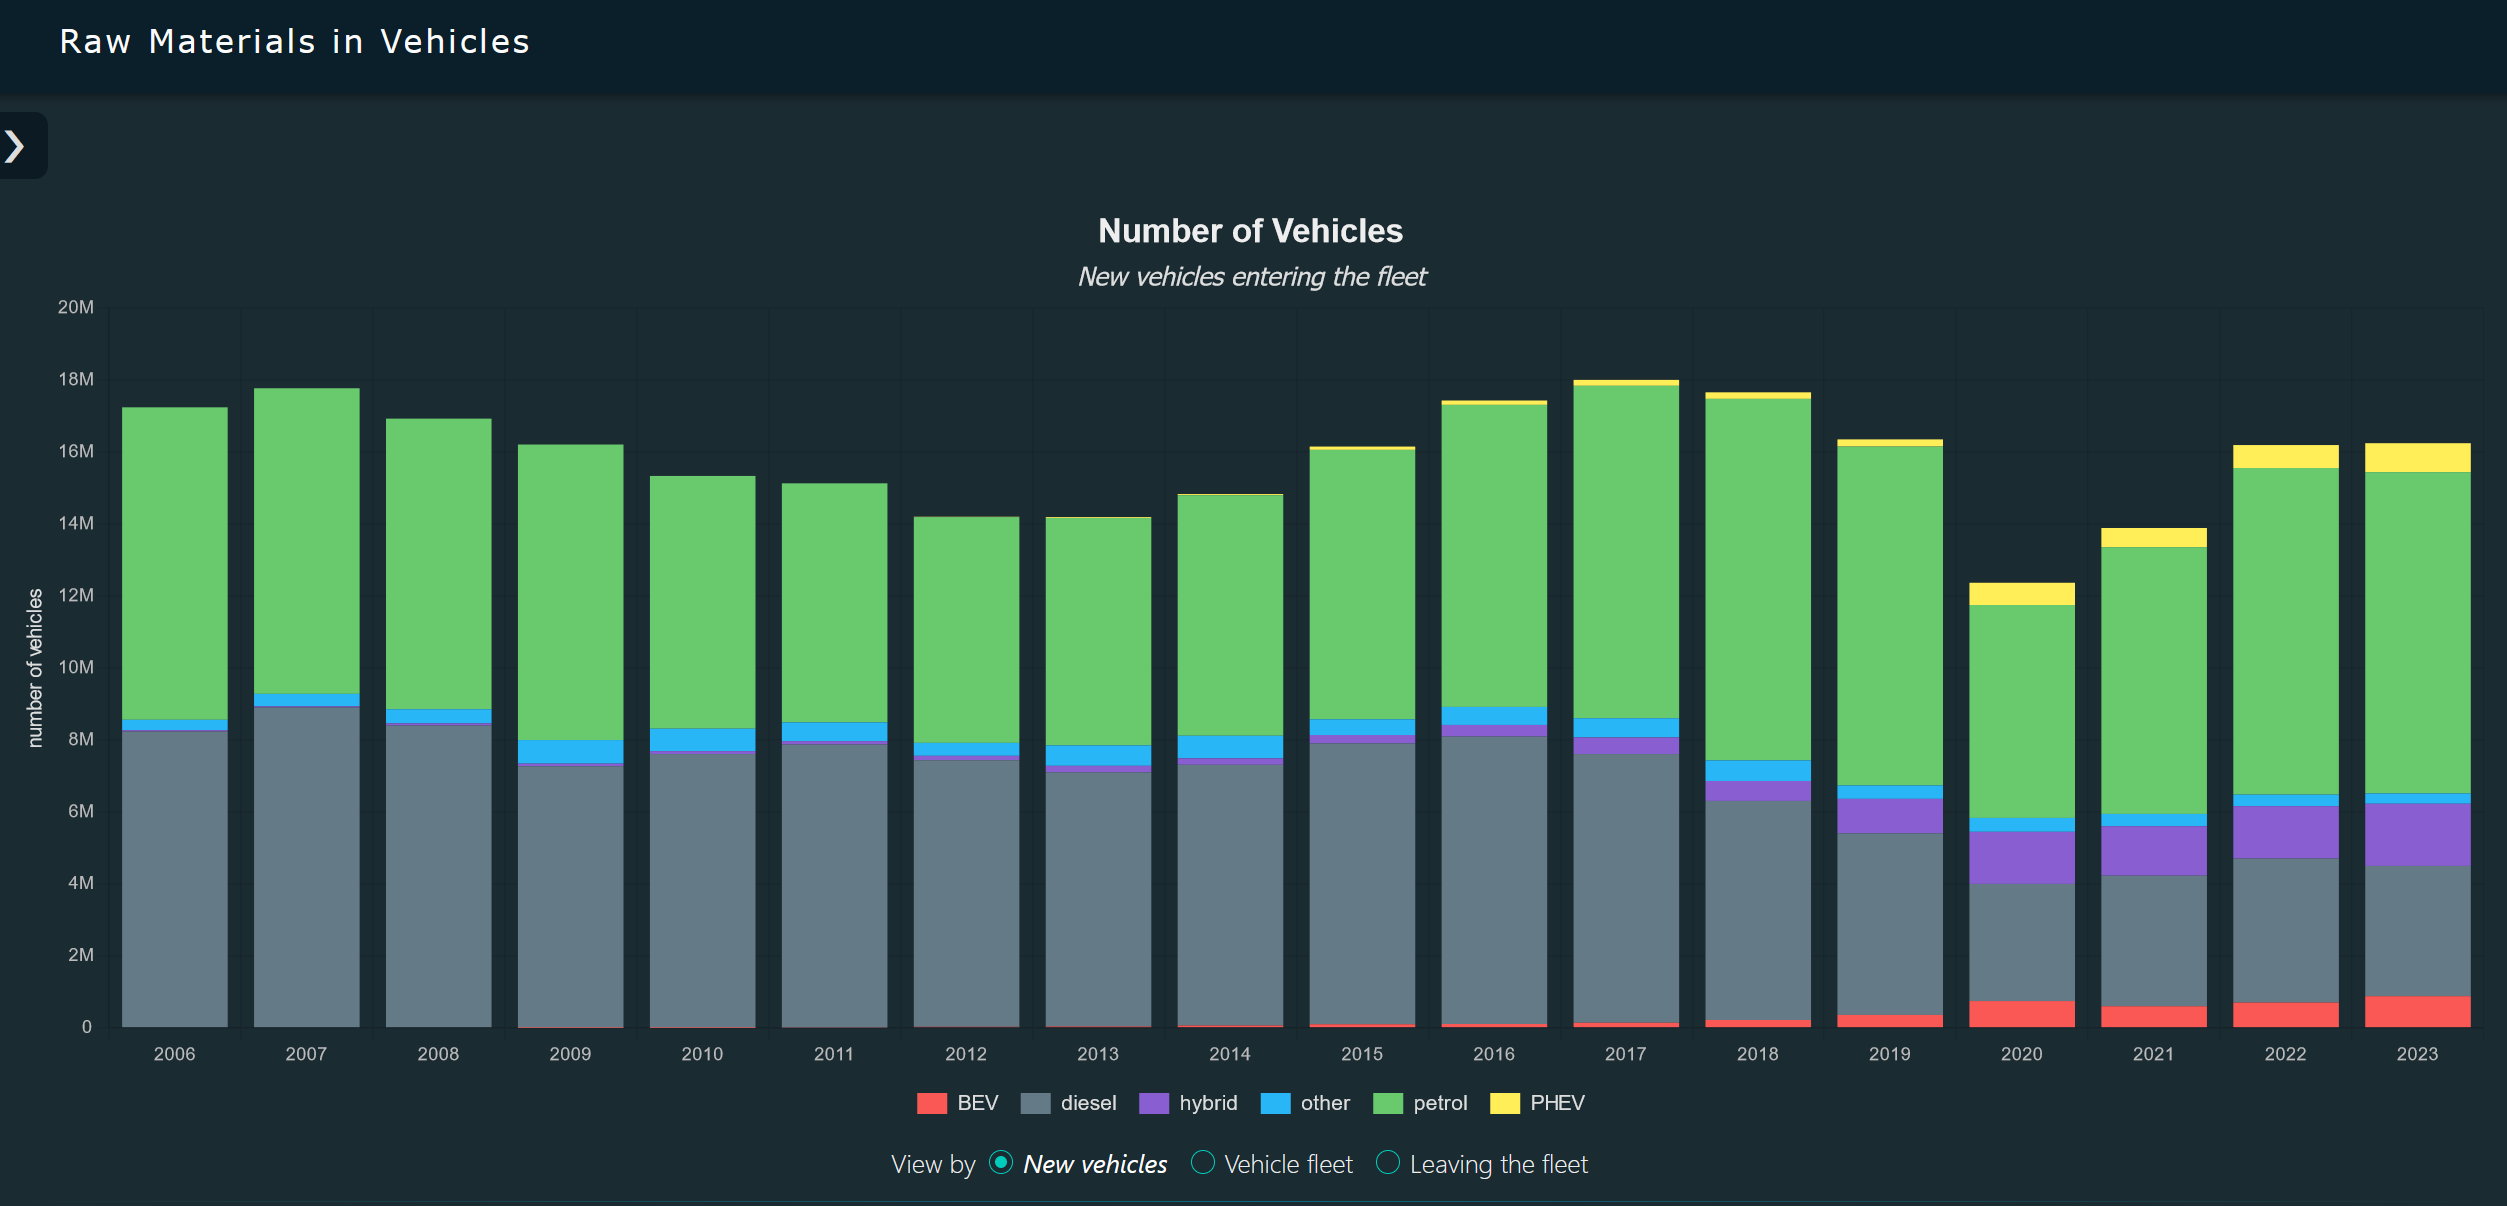 Raw Materials in Vehicles
Number of Vehicles
New vehicles entering the fleet
number of vehicles
20M
18M
16M
14M
12M
10M
8M
6M
4M
2M
0
2006 2007 2008 2009 2010 2011 2012 2013 2014 2015 2016 2017 2018 2019 2020 2021 2022 2023
BEV diesel hybrid other petrol PHEV
View by New vehicles Vehicle fleet Leaving the fleet